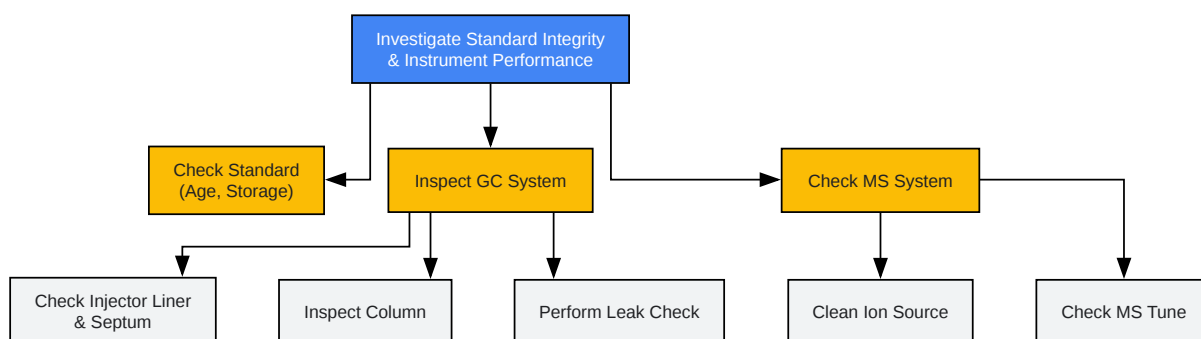 Investigate Standard Integrity
& Instrument Performance
Check Standard
(Age, Storage)
Inspect GC System
Check MS System
Check Injector Liner
& Septum
Inspect Column
Perform Leak Check
Clean Ion Source
Check MS Tune